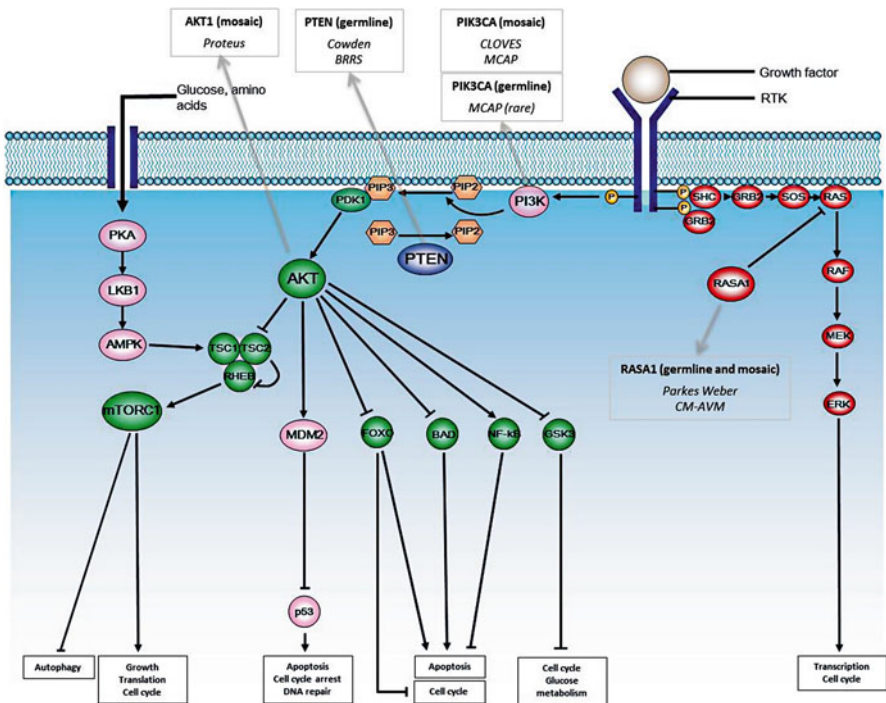 AKT1 (mosaic)
Proteus
PTEN (germline)
Cowden
BRRS
PIK3CA (mosaic)
CLOVES
MCAP
PIK3CA (germline)
MCAP (rare)
Growth factor
RTK
Glucose, amino
acids
PIP3
PIP2
PDK1
PI3K
P
P
P
SHC
GRB2
SOS
RAS
GRB2
PIP3
PIP2
PTEN
PKA
AKT
RAF
RASA1
LKB1
AMPK
TSC1
TSC2
RHEB
MEK
RASA1 (germline and mosaic)
Parkes Weber
CM-AVM
mTORC1
ERK
MDM2
FOXO
BAD
NF-kB
GSK3
p53
Autophagy
Growth
Translation
Cell cycle
Apoptosis
Cell cycle arrest
DNA repair
Apoptosis
Cell cycle
Cell cycle
Glucose
metabolism
Transcription
Cell cycle